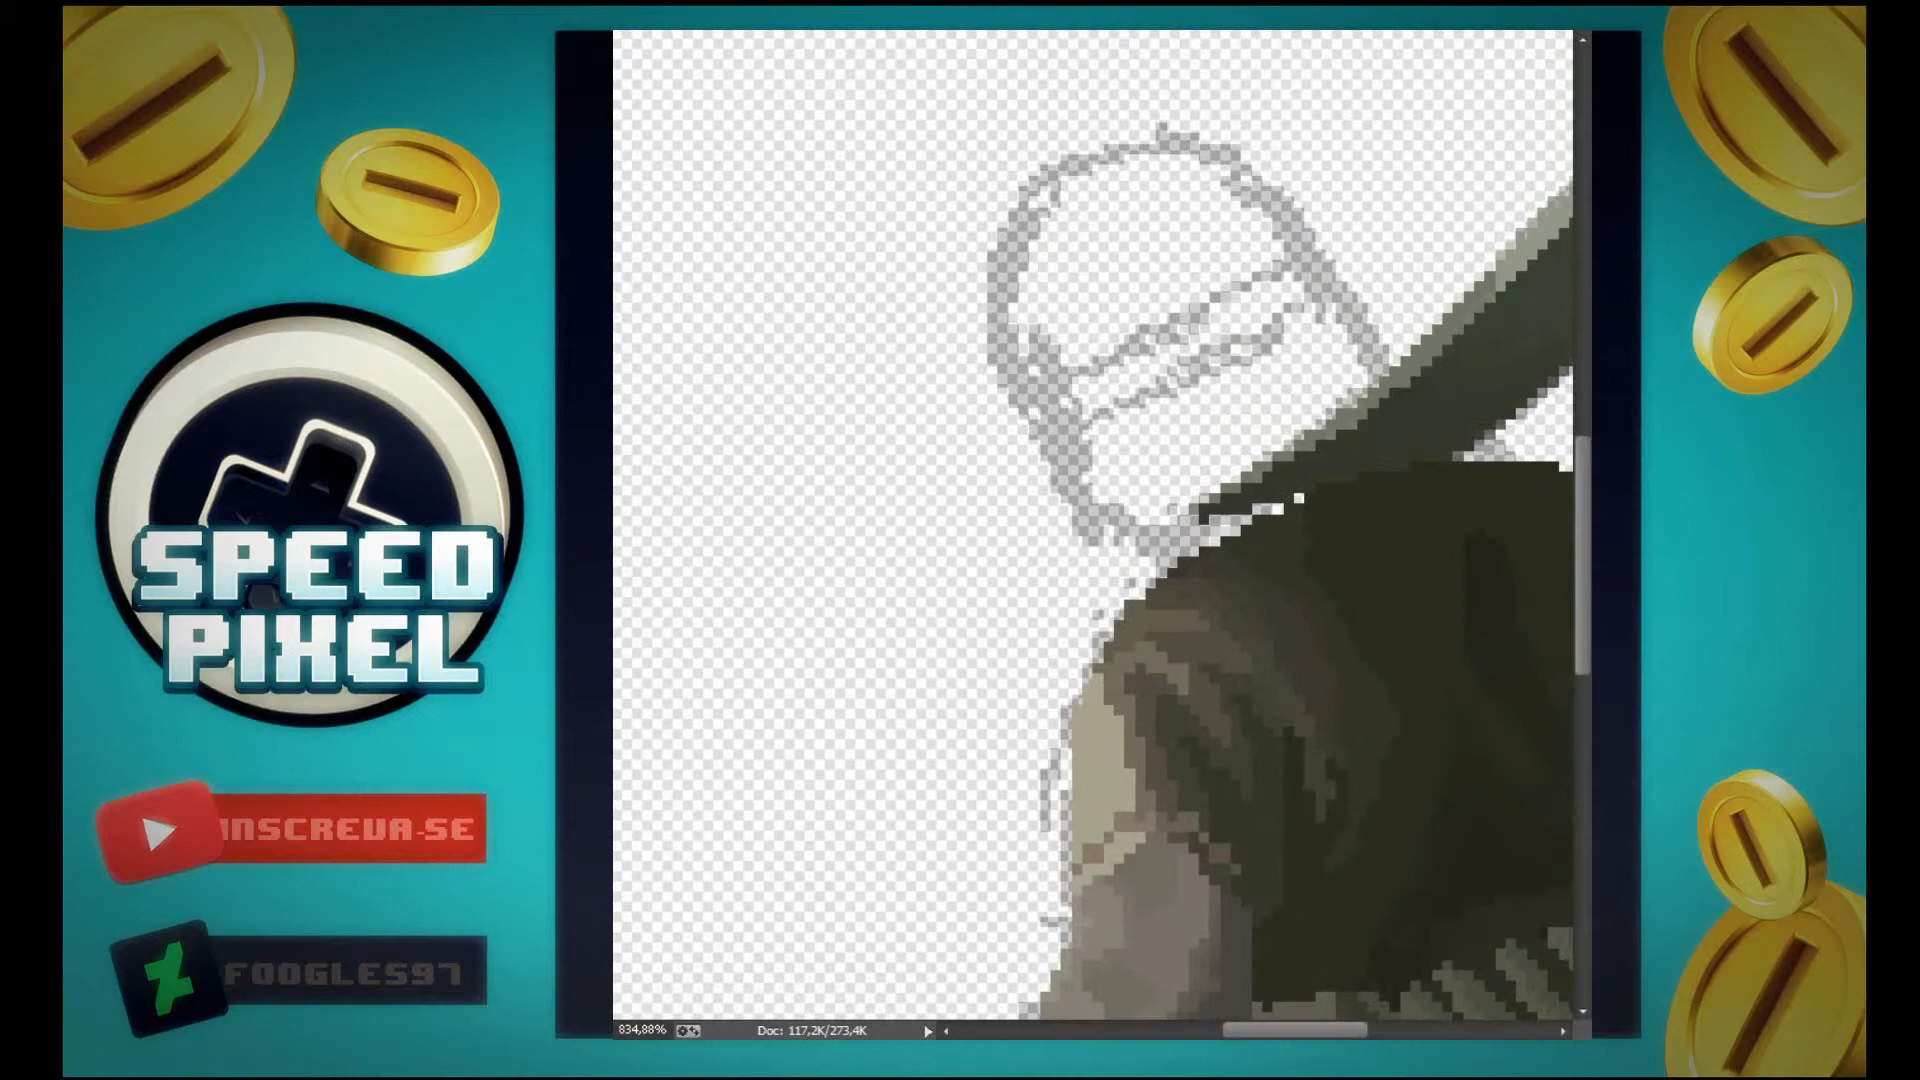 SPEED
PIXEL
INSCREVA-SE
FOOGLES97
834,88%
Doc: 117,2K/273,4K